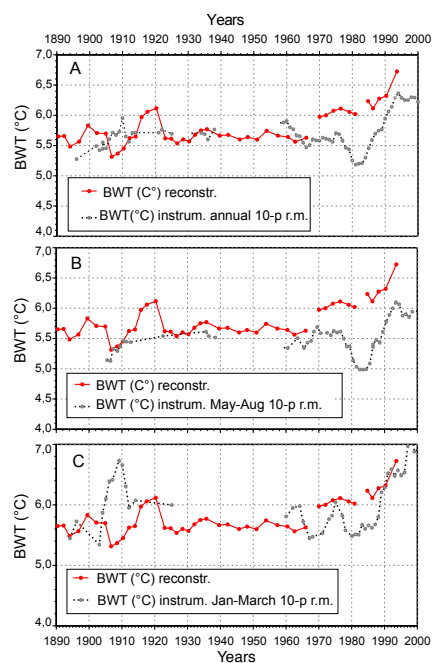 Years
1890 1900 1910 1920 1930 1940 1950 1960 1970 1980 1990 2000
7,0
A
6,5
6,0
BWT (°C)
5,5
5,0
BWT (C°) reconstr.
4,5
BWT(°C) instrum. annual 10-p r.m.
4,0
7,0
B
6,5
6,0
BWT (°C)
5,5
5,0
BWT (C°) reconstr.
4,5
BWT (°C) instrum. May-Aug 10-p r.m.
4,0
7,0
C
6,0
BWT (°C)
5,0
BWT (°C) reconstr.
BWT (°C) instrum. Jan-March 10-p r.m.
4,0
1890 1900 1910 1920 1930 1940 1950 1960 1970 1980 1990 2000
Years